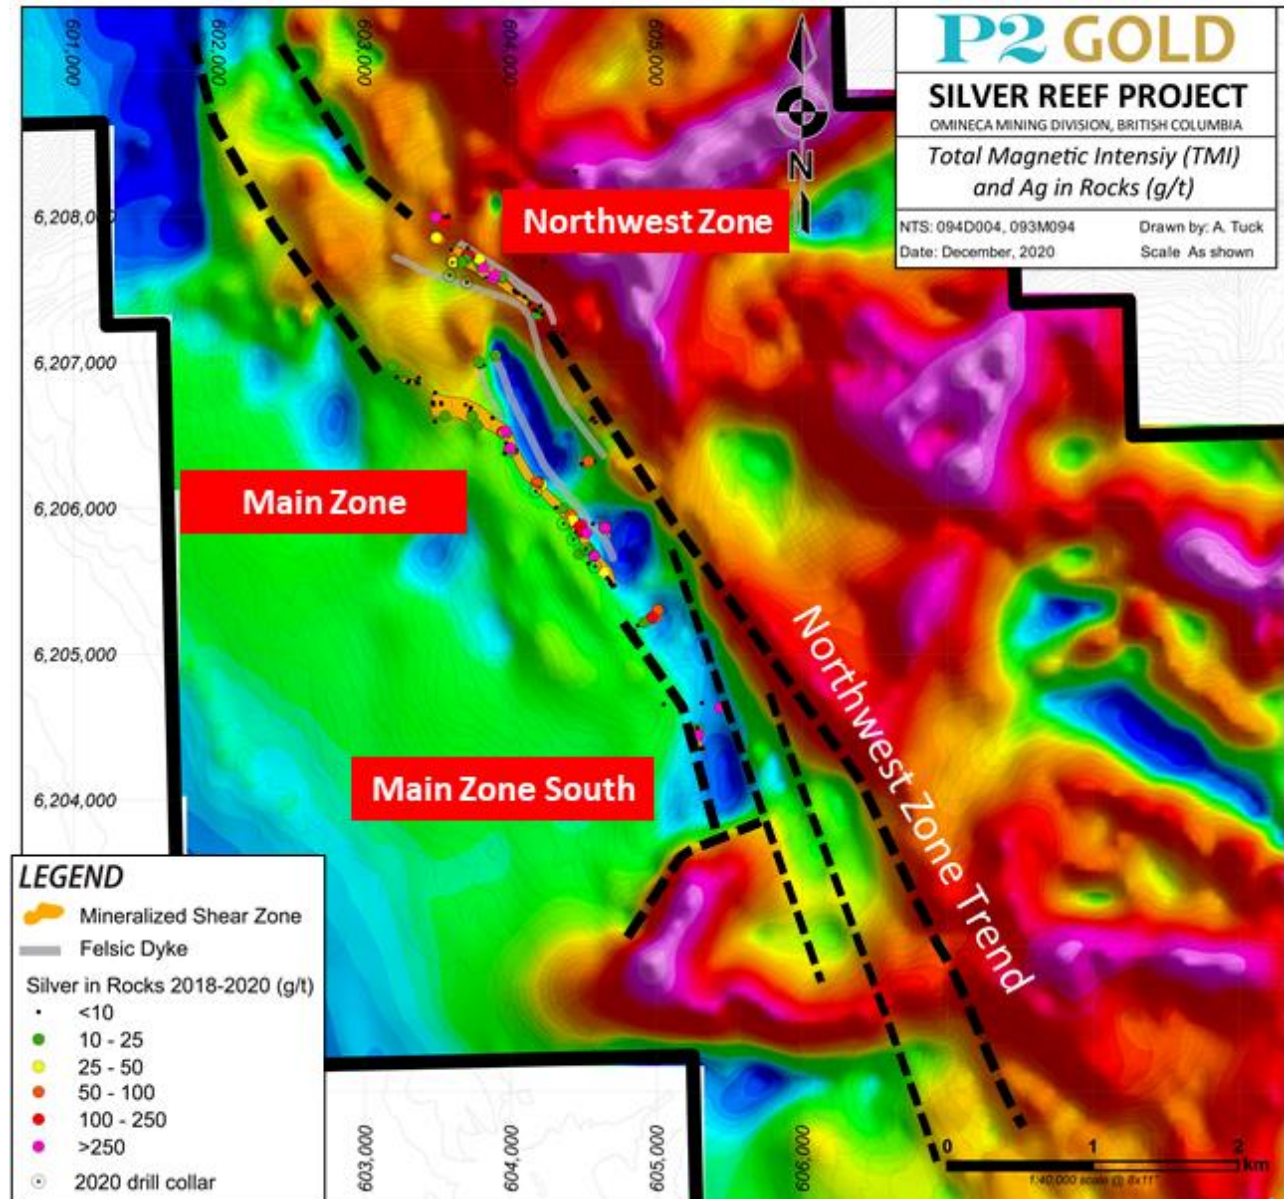 P2 GOLD
SILVER REEF PROJECT
OMINECA MINING DIVISION, BRITISH COLUMBIA
Total Magnetic Intensiy (TMI)
and Ag in Rocks (g/t)
NTS: 094D004, 093M094
Drawn by: A. Tuck
Date: December, 2020
Scale As shown
601,000
602,000
603,000
604,000
605,000
N
6,208,000
6,207,000
6,206,000
6,205,000
6,204,000
Northwest Zone
Main Zone
Main Zone South
Northwest Zone Trend
LEGEND
Mineralized Shear Zone
Felsic Dyke
Silver in Rocks 2018-2020 (g/t)
<10
10 - 25
25 - 50
50 - 100
100 - 250
>250
2020 drill collar
603,000
604,000
605,000
606,000
0 1 2
km
1:40,000 scale @ 8x11"